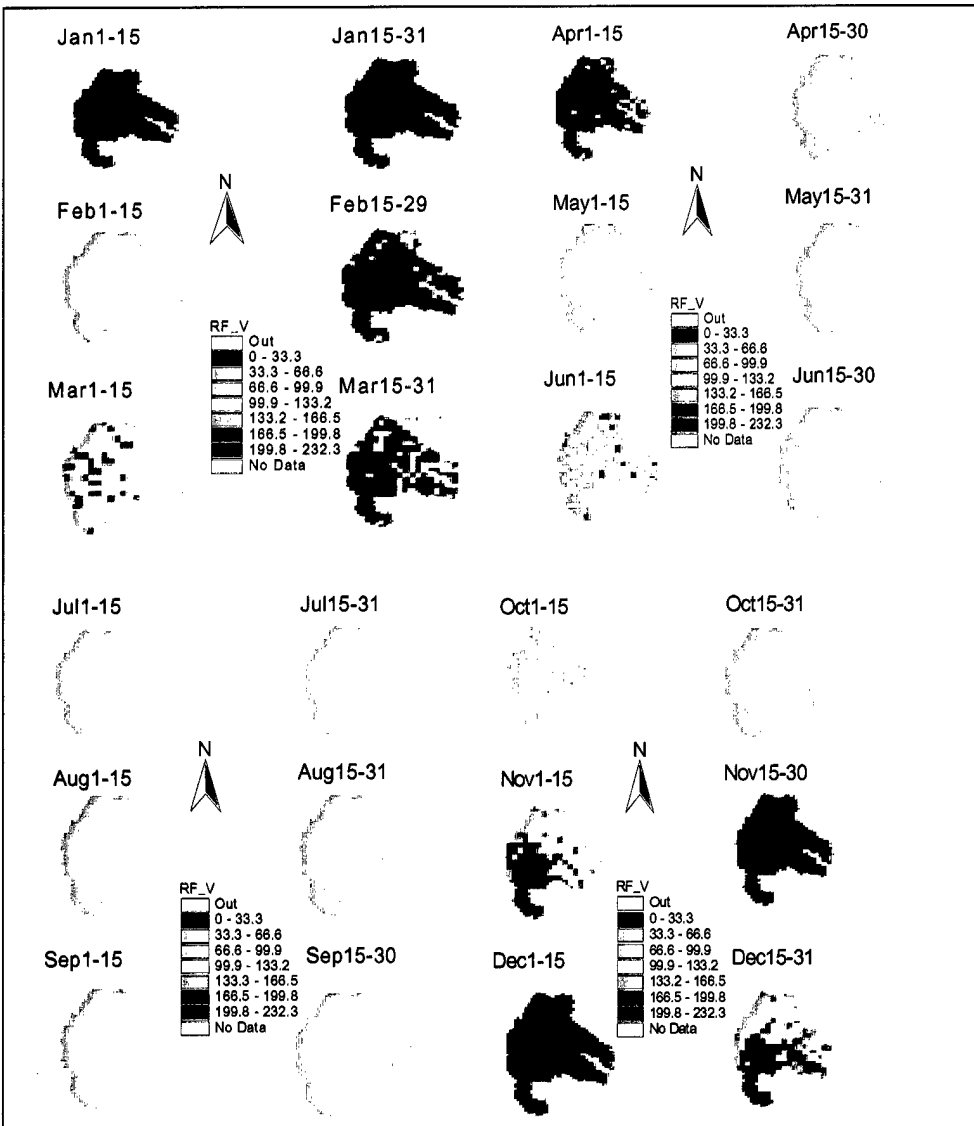 Jan1-15
Jan15-31
Apr1-15
Apr15-30
N
N
Feb1-15
Feb15-29
May1-15
May15-31
RF_V
Out
0 - 33.3
33.3 - 66.6
66.6 - 99.9
99.9 - 133.2
133.2 - 166.5
166.5 - 199.8
199.8 - 232.3
No Data
RF_V
Out
0 - 33.3
33.3 - 66.6
66.6 - 99.9
99.9 - 133.2
133.2 - 166.5
166.5 - 199.8
199.8 - 232.3
No Data
Mar1-15
Mar15-31
Jun1-15
Jun15-30
Jul1-15
Jul15-31
Oct1-15
Oct15-31
N
N
Aug1-15
Aug15-31
Nov1-15
Nov15-30
RF_V
Out
0 - 33.3
33.3 - 66.6
66.6 - 99.9
99.9 - 133.2
133.3 - 166.5
166.5 - 199.8
199.8 - 232.3
No Data
RF_V
Out
0 - 33.3
33.3 - 66.6
66.6 - 99.9
99.9 - 133.2
133.2 - 166.5
166.5 - 199.8
199.8 - 232.3
No Data
Sep1-15
Sep15-30
Dec1-15
Dec15-31